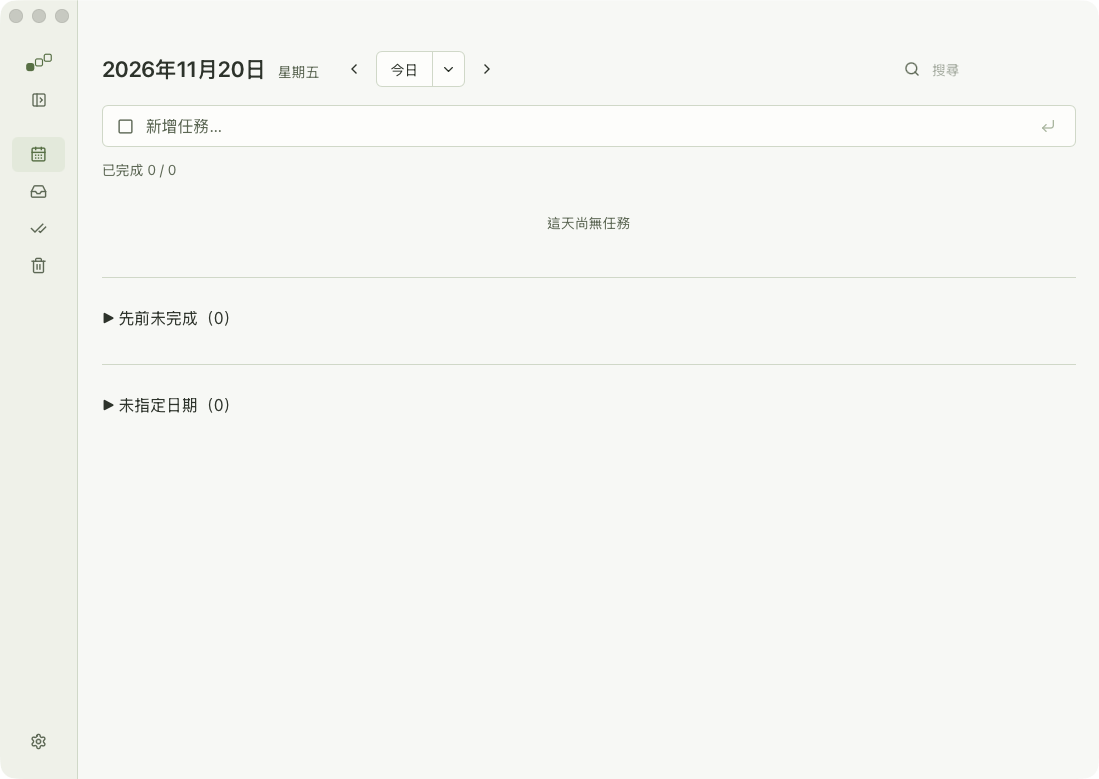 2026年11月20日 星期五 今日 搜尋
新增任務...
已完成 0 / 0
這天尚無任務
▶ 先前未完成（0）
▶ 未指定日期（0）